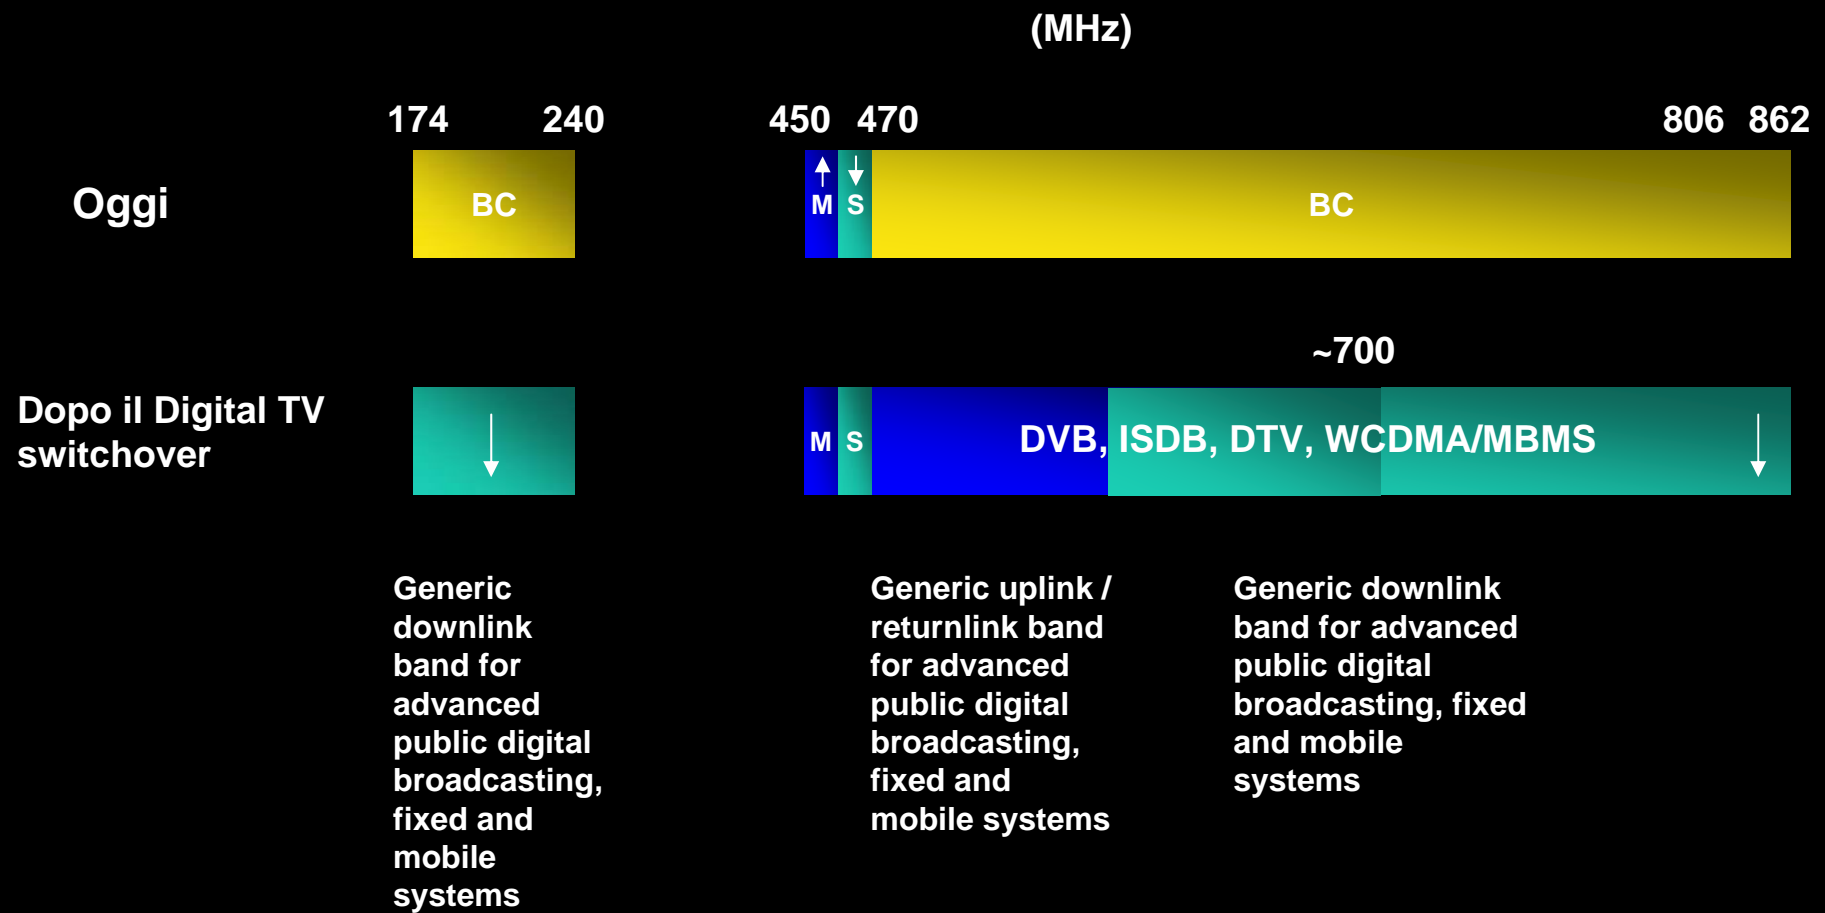 (MHz)
174 240 450 470 806 862
Oggi BC M S BC
~700
Dopo il Digital TV
switchover
M S DVB, ISDB, DTV, WCDMA/MBMS
Generic
downlink
band for
advanced
public digital
broadcasting,
fixed and
mobile
systems
Generic uplink /
returnlink band
for advanced
public digital
broadcasting,
fixed and
mobile systems
Generic downlink
band for advanced
public digital
broadcasting, fixed
and mobile
systems